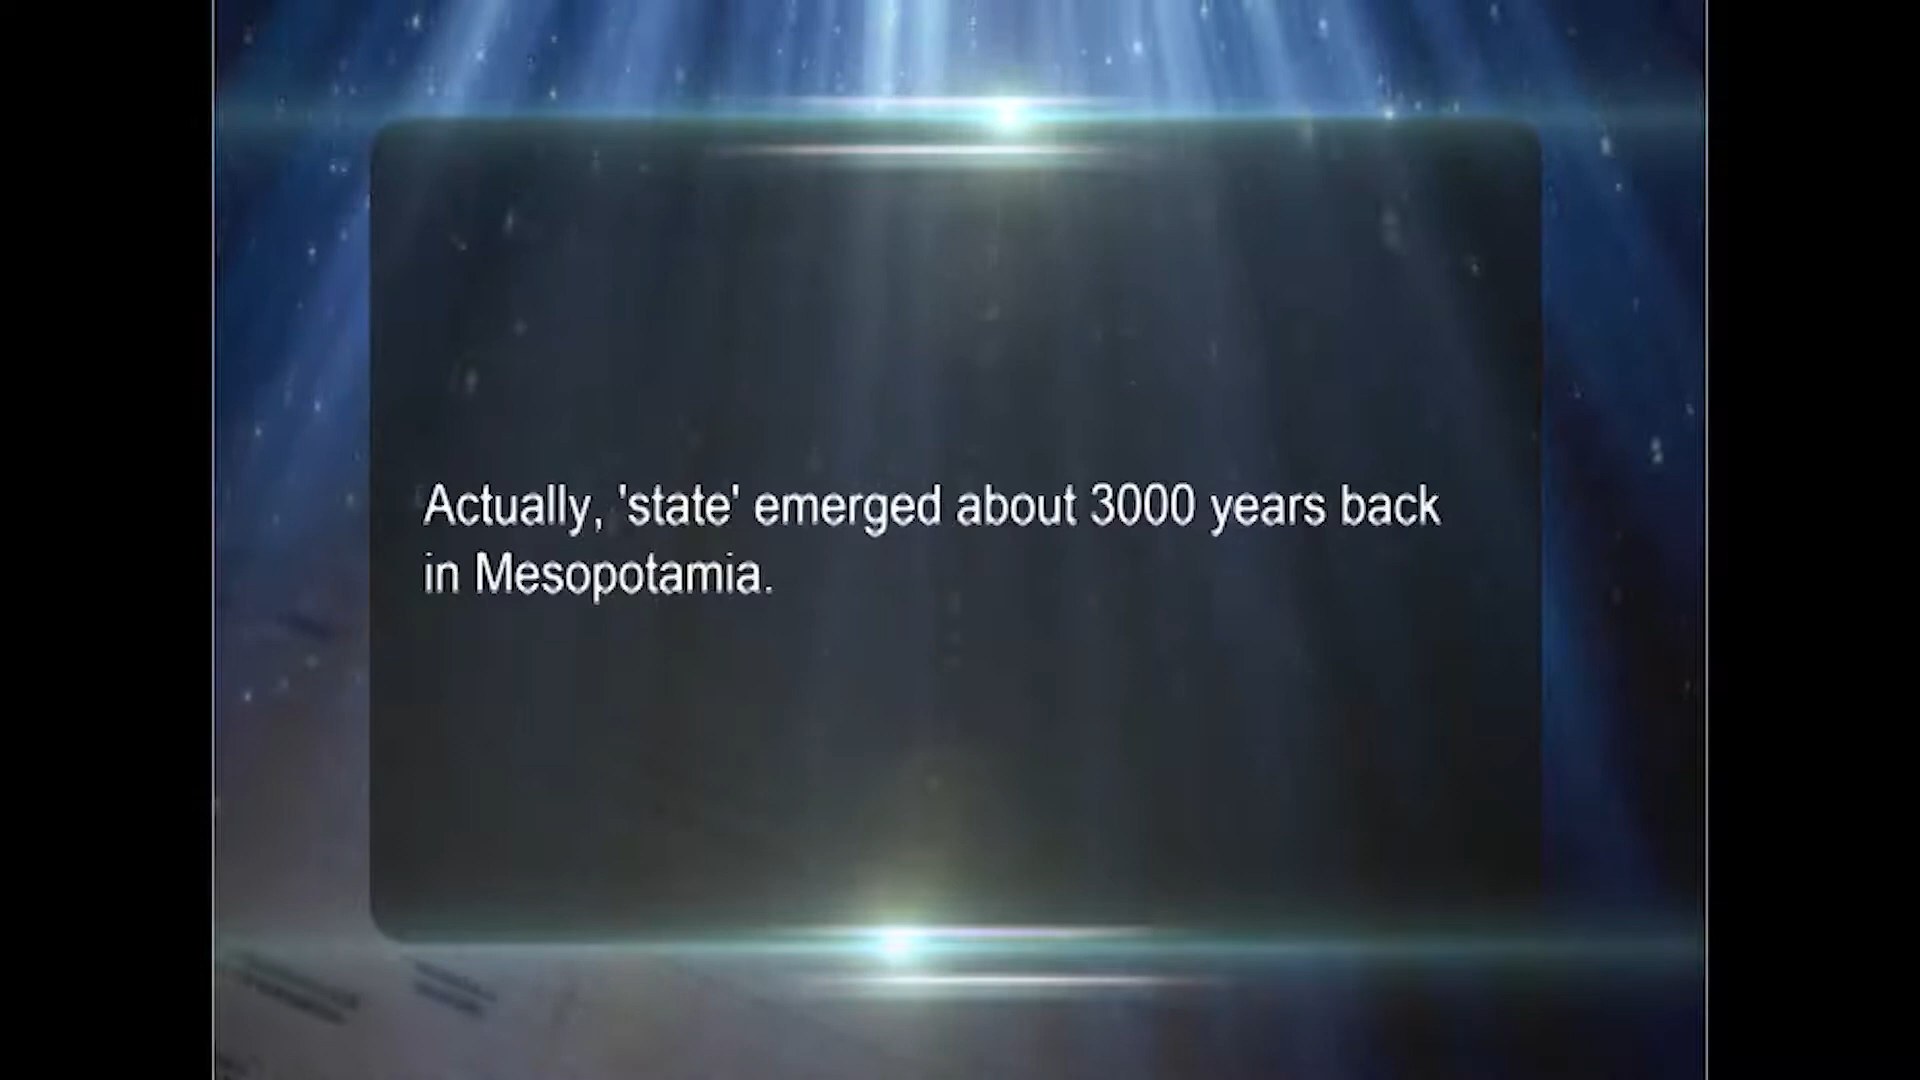 Actually, 'state' emerged about 3000 years back
in Mesopotamia.